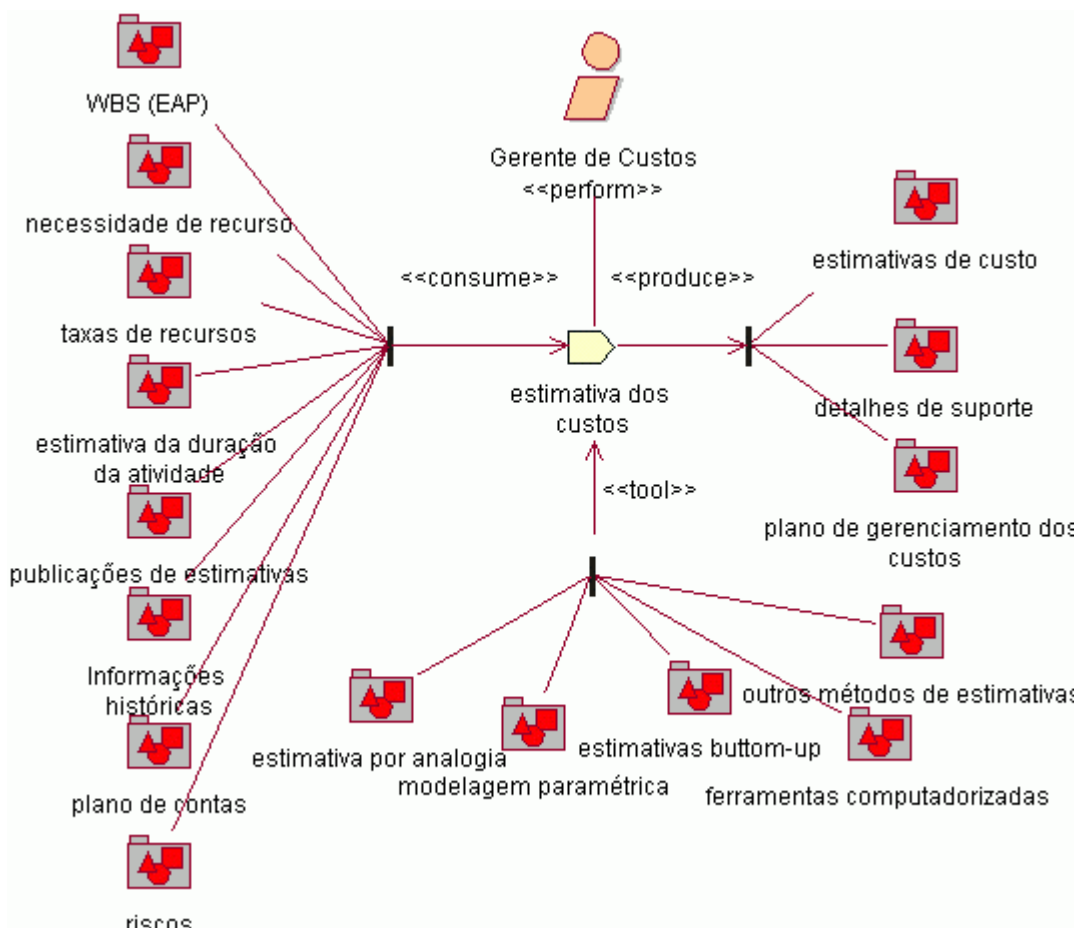 WBS (EAP)
necessidade de recurso
taxas de recursos
estimativa da duração
da atividade
publicações de estimativas
Informações
históricas
plano de contas
riscos
Gerente de Custos
<<perform>>
<<consume>>
<<produce>>
estimativa dos
custos
<<tool>>
estimativas de custo
detalhes de suporte
plano de gerenciamento dos
custos
estimativa por analogia
modelagem paramétrica
estimativas buttom-up
outros métodos de estimativas
ferramentas computadorizadas